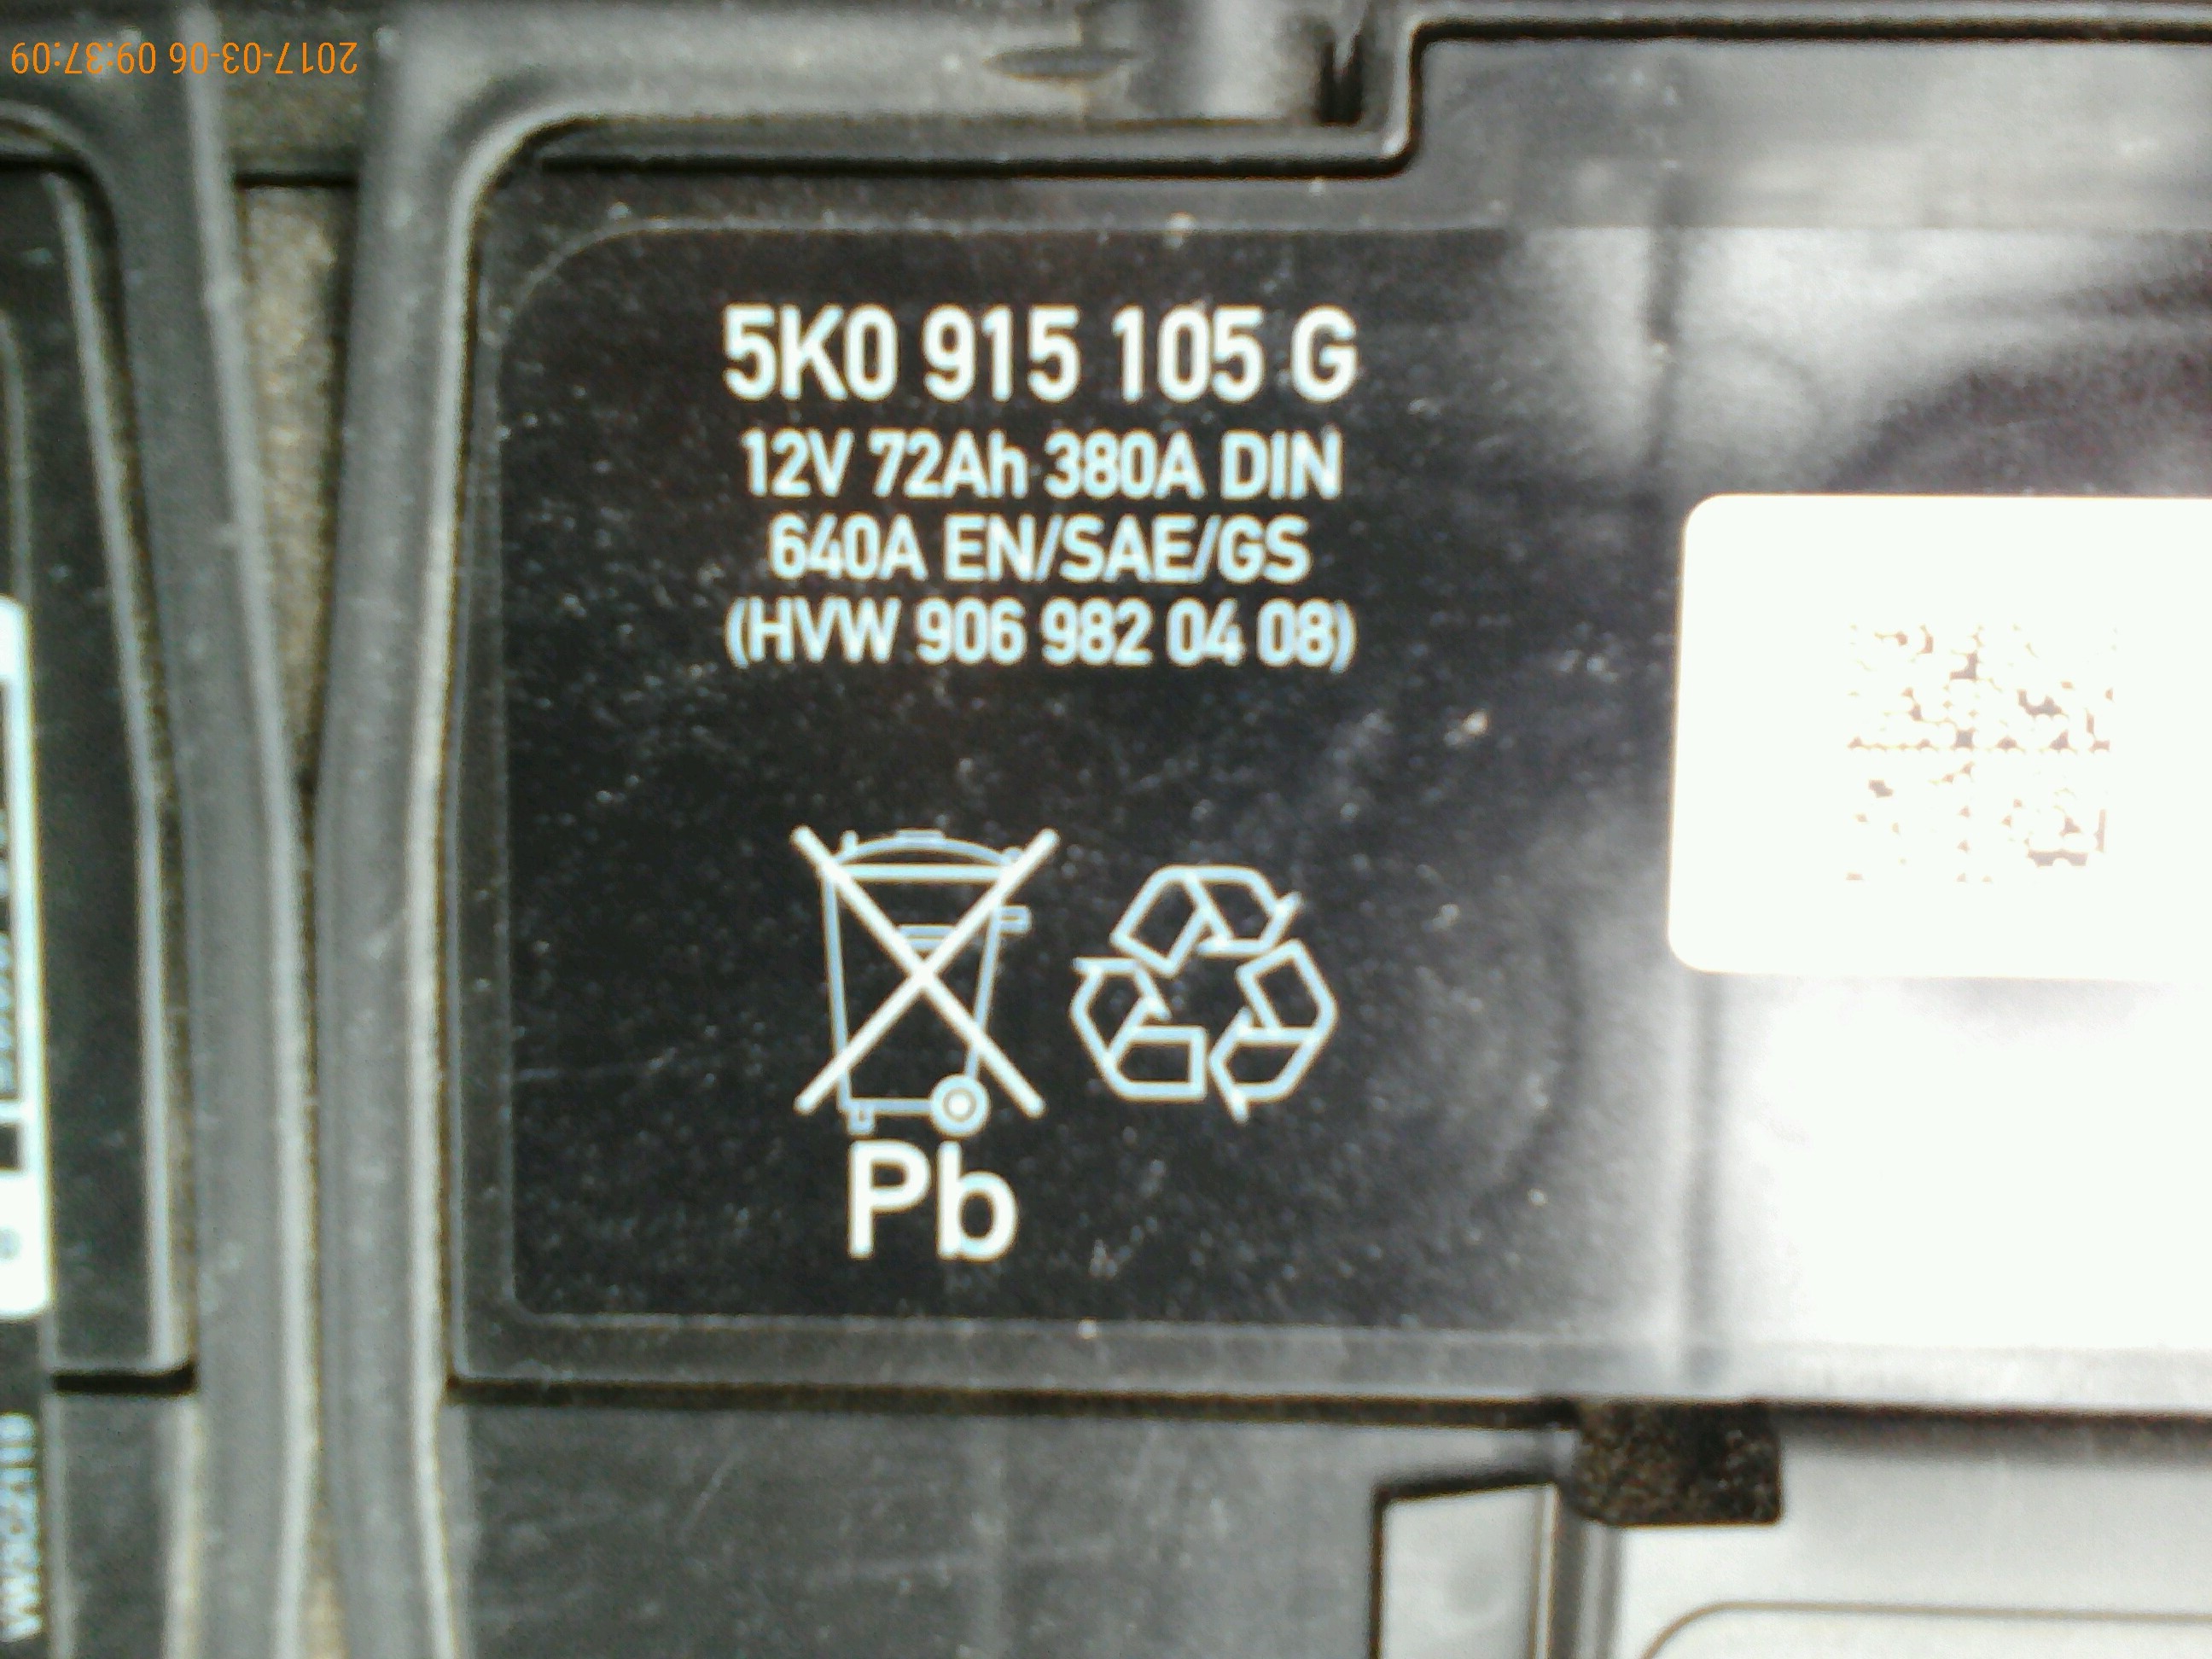 2017-03-06 09:37:09
5K0 915 105 G
12V 72Ah 380A DIN
640A EN/SAE/GS
(HVW 906 982 04 08)
Pb